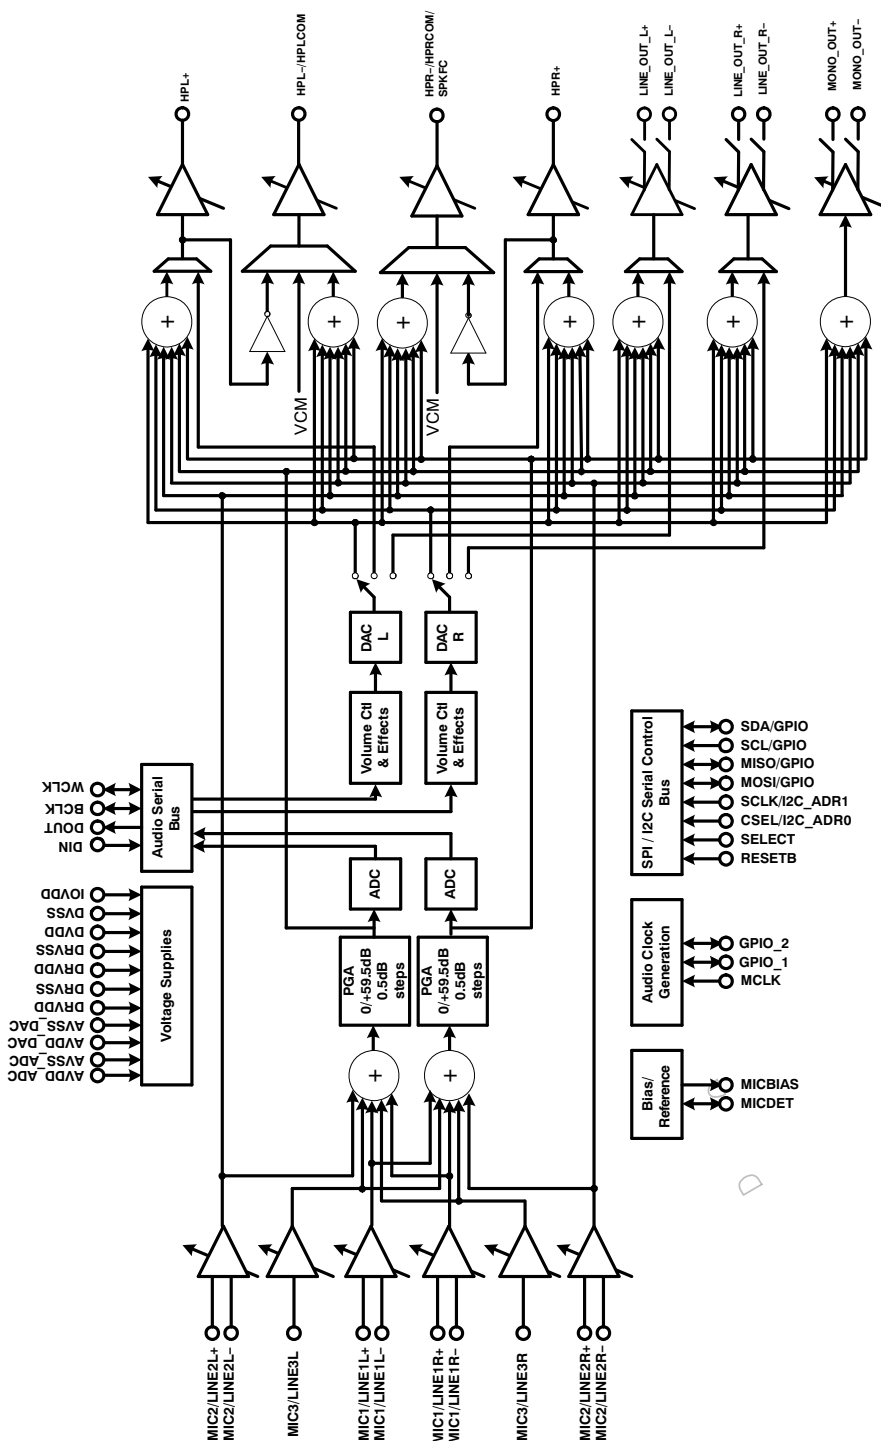 HPL+
HPL−/HPLCOM
HPR−/HPRCOM/
SPKFC
HPR+
LINE_OUT_L+
LINE_OUT_L−
LINE_OUT_R+
LINE_OUT_R−
MONO_OUT+
MONO_OUT−
+
+
+
+
+
+
+
VCM
VCM
DAC
L
DAC
R
Volume Ctl
& Effects
Volume Ctl
& Effects
WCLK
BCLK
DOUT
DIN
Audio Serial
Bus
ADC
ADC
PGA
0/+59.5dB
0.5dB
steps
PGA
0/+59.5dB
0.5dB
steps
+
+
IOVDD
DVSS
DVDD
DRVSS
DRVDD
DRVSS
DRVDD
AVSS_DAC
AVDD_DAC
AVSS_ADC
AVDD_ADC
Voltage Supplies
SPI / I2C Serial Control
Bus
SDA/GPIO
SCL/GPIO
MISO/GPIO
MOSI/GPIO
SCLK/I2C_ADR1
CSEL/I2C_ADR0
SELECT
RESETB
Audio Clock
Generation
GPIO_2
GPIO_1
MCLK
Bias/
Reference
MICBIAS
MICDET
D
MIC2/LINE2L+
MIC2/LINE2L−
MIC3/LINE3L
MIC1/LINE1L+
MIC1/LINE1L−
MIC1/LINE1R+
MIC1/LINE1R−
MIC3/LINE3R
MIC2/LINE2R+
MIC2/LINE2R−